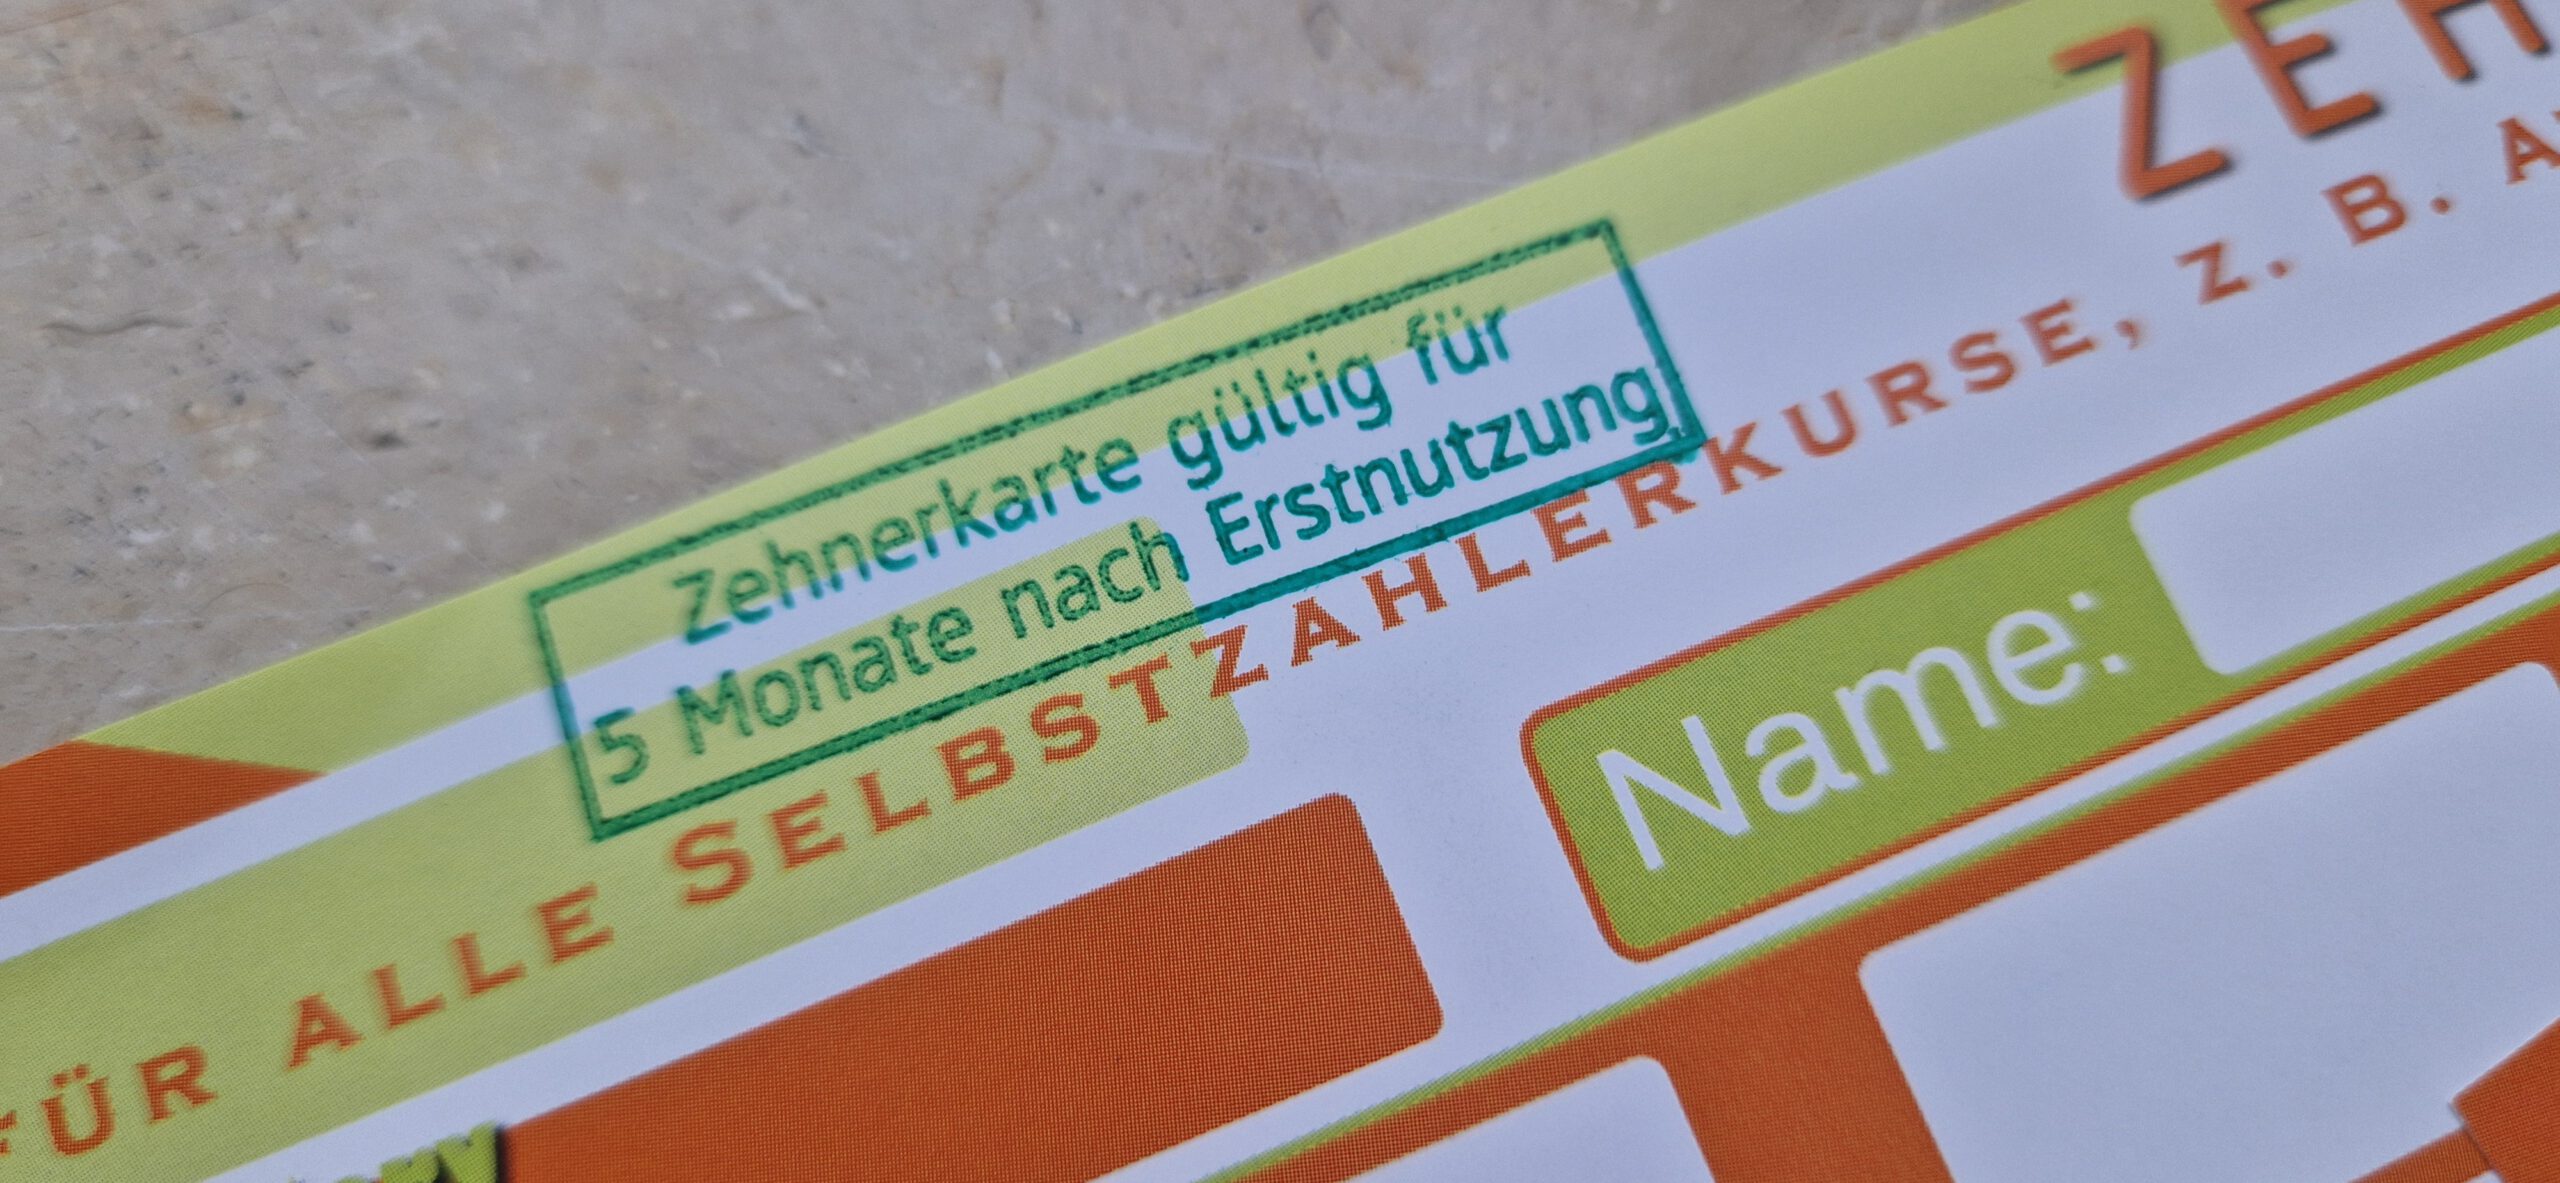 Zehnerkarte gültig für
5 Monate nach Erstnutzung
FÜR ALLE SELBSTZAHLERKURSE, Z. B.
Name: